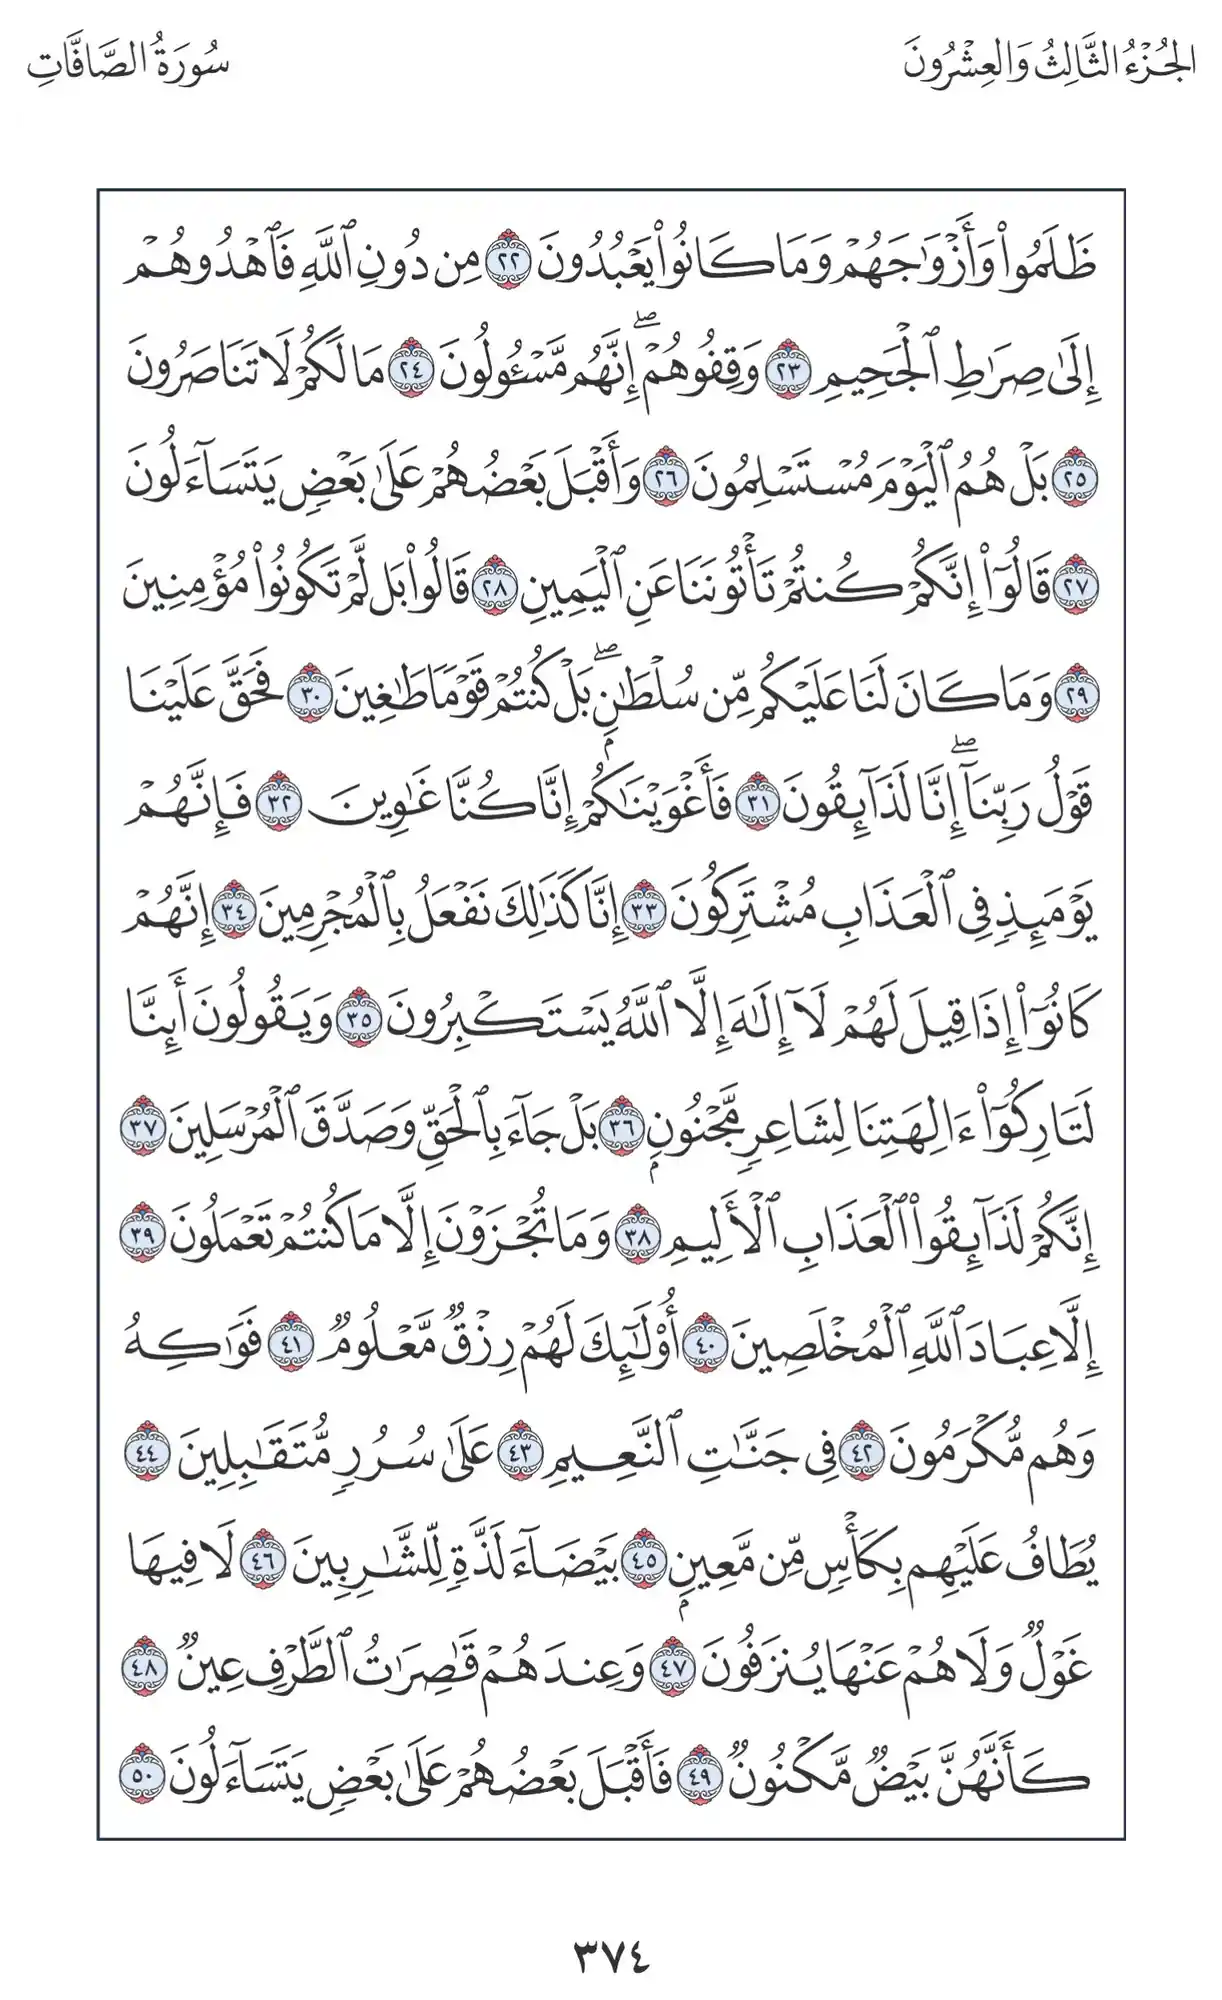 الجُزْءُ الثَّالِثُ وَالعِشْرُونَ
سُورَةُ الصَّافَّاتِ
ظَلَمُوا۟ وَأَزْوَٰجَهُمْ وَمَا كَانُوا۟ يَعْبُدُونَ ٢٢ مِن دُونِ ٱللَّهِ فَٱهْدُوهُمْ
إِلَىٰ صِرَٰطِ ٱلْجَحِيمِ ٢٣ وَقِفُوهُمْ ۖ إِنَّهُم مَّسْـُٔولُونَ ٢٤ مَا لَكُمْ لَا تَنَاصَرُونَ
٢٥ بَلْ هُمُ ٱلْيَوْمَ مُسْتَسْلِمُونَ ٢٦ وَأَقْبَلَ بَعْضُهُمْ عَلَىٰ بَعْضٍ يَتَسَآءَلُونَ
٢٧ قَالُوٓا۟ إِنَّكُمْ كُنتُمْ تَأْتُونَنَا عَنِ ٱلْيَمِينِ ٢٨ قَالُوا۟ بَل لَّمْ تَكُونُوا۟ مُؤْمِنِينَ
٢٩ وَمَا كَانَ لَنَا عَلَيْكُم مِّن سُلْطَٰنٍۭ ۖ بَلْ كُنتُمْ قَوْمًا طَٰغِينَ ٣٠ فَحَقَّ عَلَيْنَا
قَوْلُ رَبِّنَآ ۖ إِنَّا لَذَآئِقُونَ ٣١ فَأَغْوَيْنَٰكُمْ إِنَّا كُنَّا غَٰوِينَ ٣٢ فَإِنَّهُمْ
يَوْمَئِذٍ فِى ٱلْعَذَابِ مُشْتَرِكُونَ ٣٣ إِنَّا كَذَٰلِكَ نَفْعَلُ بِٱلْمُجْرِمِينَ ٣٤ إِنَّهُمْ
كَانُوٓا۟ إِذَا قِيلَ لَهُمْ لَآ إِلَٰهَ إِلَّا ٱللَّهُ يَسْتَكْبِرُونَ ٣٥ وَيَقُولُونَ أَئِنَّا
لَتَارِكُوٓا۟ ءَالِهَتِنَا لِشَاعِرٍ مَّجْنُونٍۭ ٣٦ بَلْ جَآءَ بِٱلْحَقِّ وَصَدَّقَ ٱلْمُرْسَلِينَ ٣٧
إِنَّكُمْ لَذَآئِقُوا۟ ٱلْعَذَابِ ٱلْأَلِيمِ ٣٨ وَمَا تُجْزَوْنَ إِلَّا مَا كُنتُمْ تَعْمَلُونَ ٣٩
إِلَّا عِبَادَ ٱللَّهِ ٱلْمُخْلَصِينَ ٤٠ أُو۟لَٰٓئِكَ لَهُمْ رِزْقٌ مَّعْلُومٌ ٤١ فَوَٰكِهُ
وَهُم مُّكْرَمُونَ ٤٢ فِى جَنَّٰتِ ٱلنَّعِيمِ ٤٣ عَلَىٰ سُرُرٍ مُّتَقَٰبِلِينَ ٤٤
يُطَافُ عَلَيْهِم بِكَأْسٍ مِّن مَّعِينٍۭ ٤٥ بَيْضَآءَ لَذَّةٍ لِّلشَّٰرِبِينَ ٤٦ لَا فِيهَا
غَوْلٌ وَلَا هُمْ عَنْهَا يُنزَفُونَ ٤٧ وَعِندَهُمْ قَٰصِرَٰتُ ٱلطَّرْفِ عِينٌ ٤٨
كَأَنَّهُنَّ بَيْضٌ مَّكْنُونٌ ٤٩ فَأَقْبَلَ بَعْضُهُمْ عَلَىٰ بَعْضٍ يَتَسَآءَلُونَ ٥٠
٣٧٤